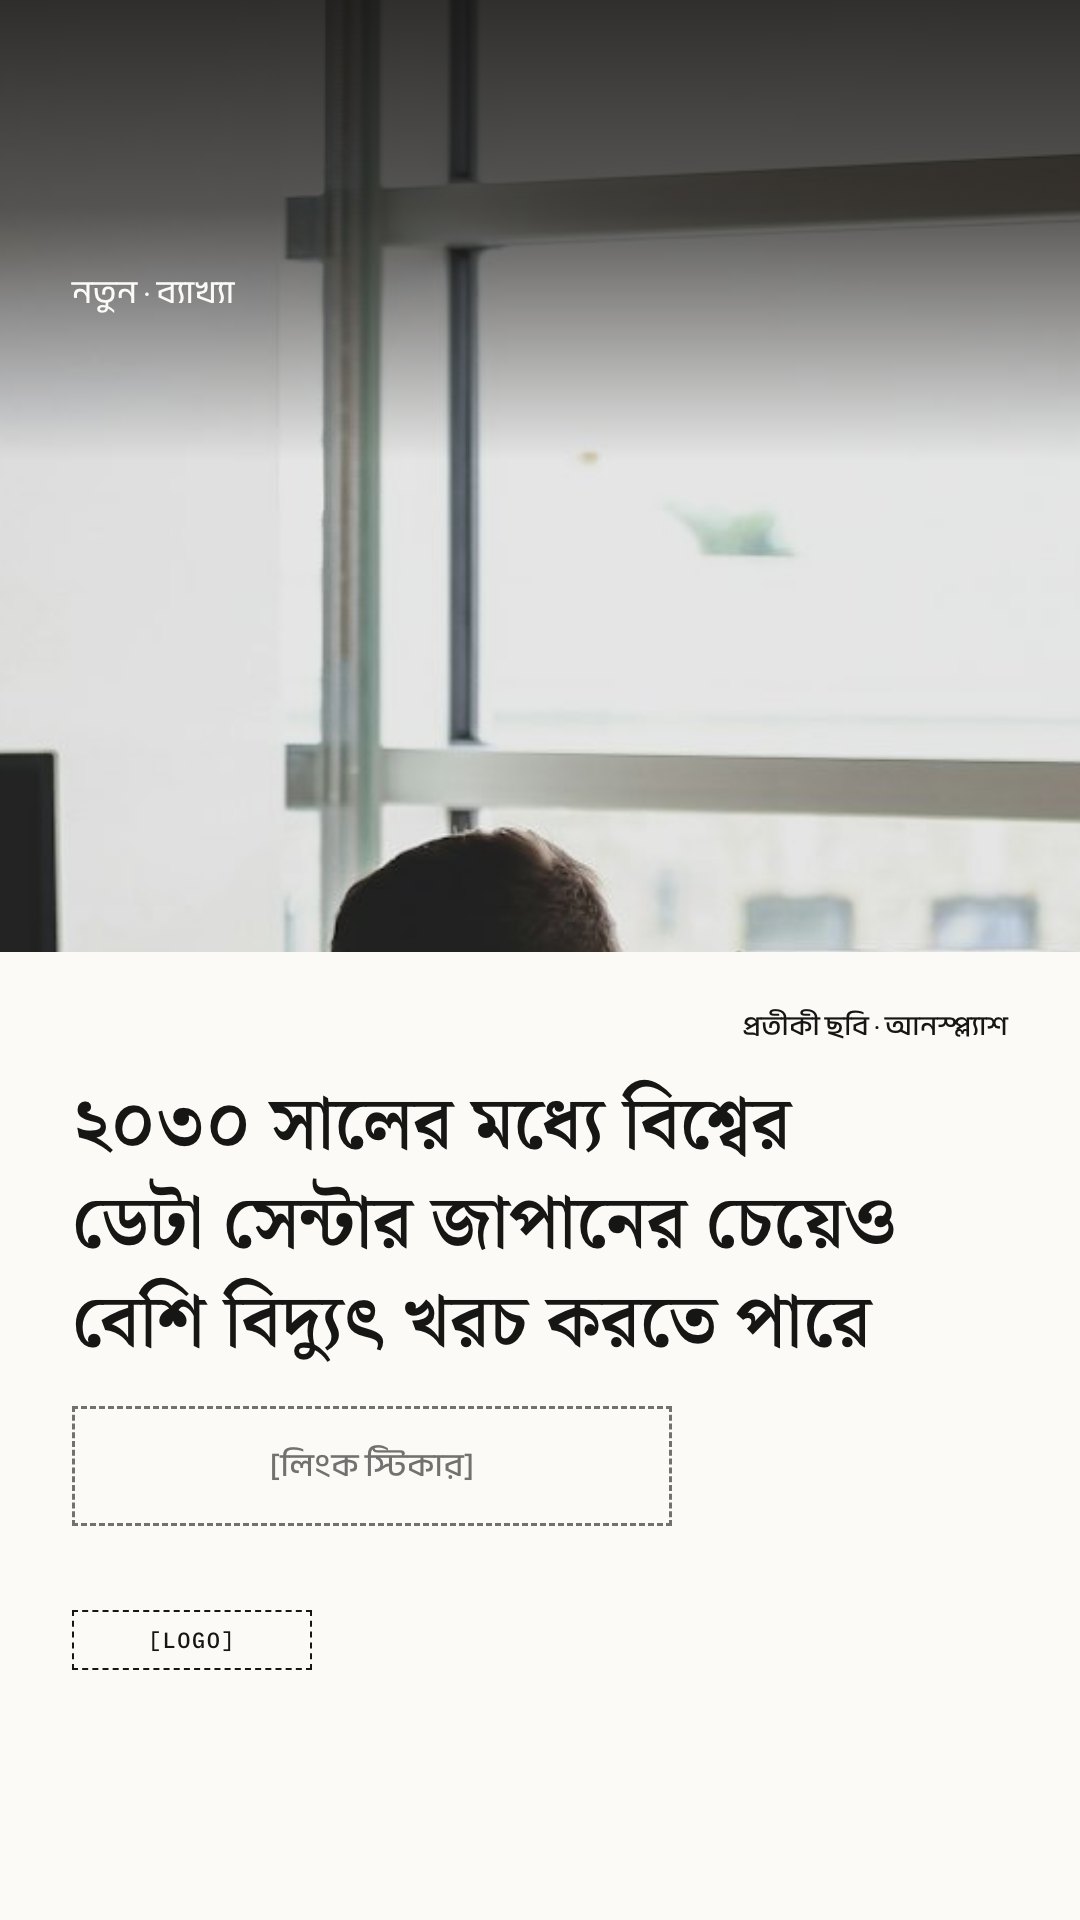 নতুন · ব্যাখ্যা
প্রতীকী ছবি · আনস্প্ল্যাশ
২০৩০ সালের মধ্যে বিশ্বের
ডেটা সেন্টার জাপানের চেয়েও
বেশি বিদ্যুৎ খরচ করতে পারে
[লিংক স্টিকার]
[LOGO]